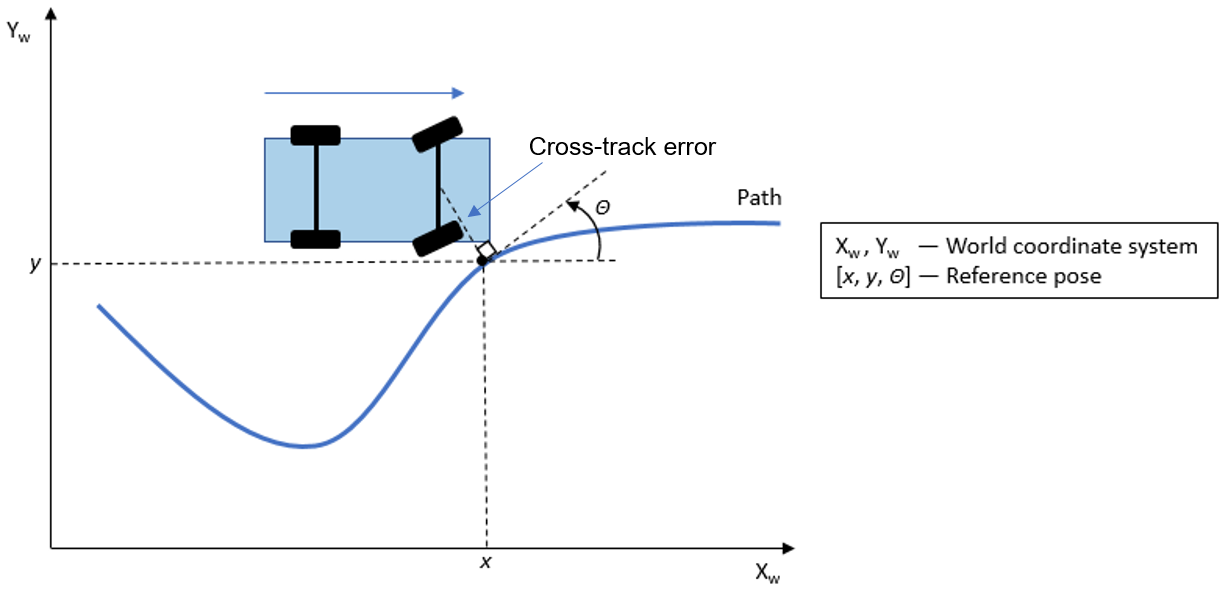 Yw
Cross-track error
Θ
Path
y
Xw, Yw — World coordinate system
[x, y, Θ] — Reference pose
x
Xw